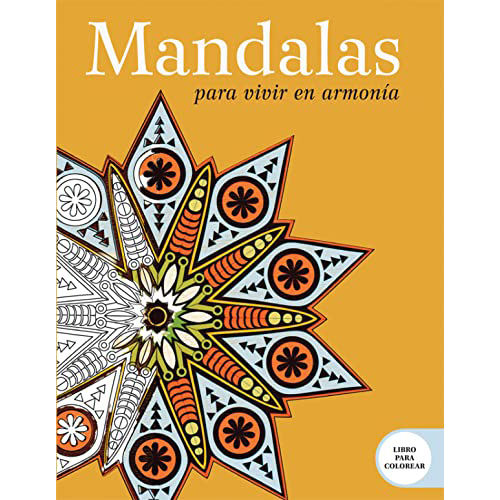 Mandalas
para vivir en armonía
LIBRO
PARA
COLOREAR